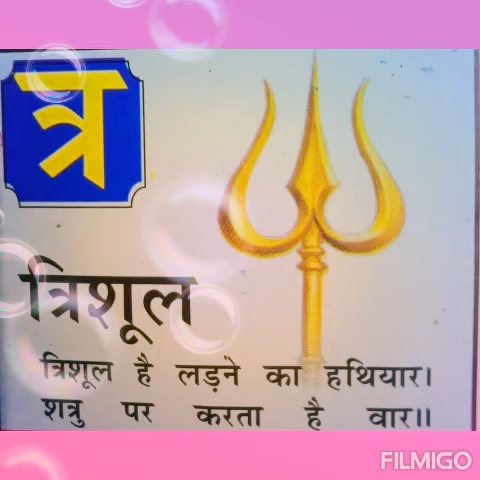 त्र
त्रिशूल
त्रिशूल है लड़ने का हथियार।
शत्रु पर करता है वार॥
FILMIGO